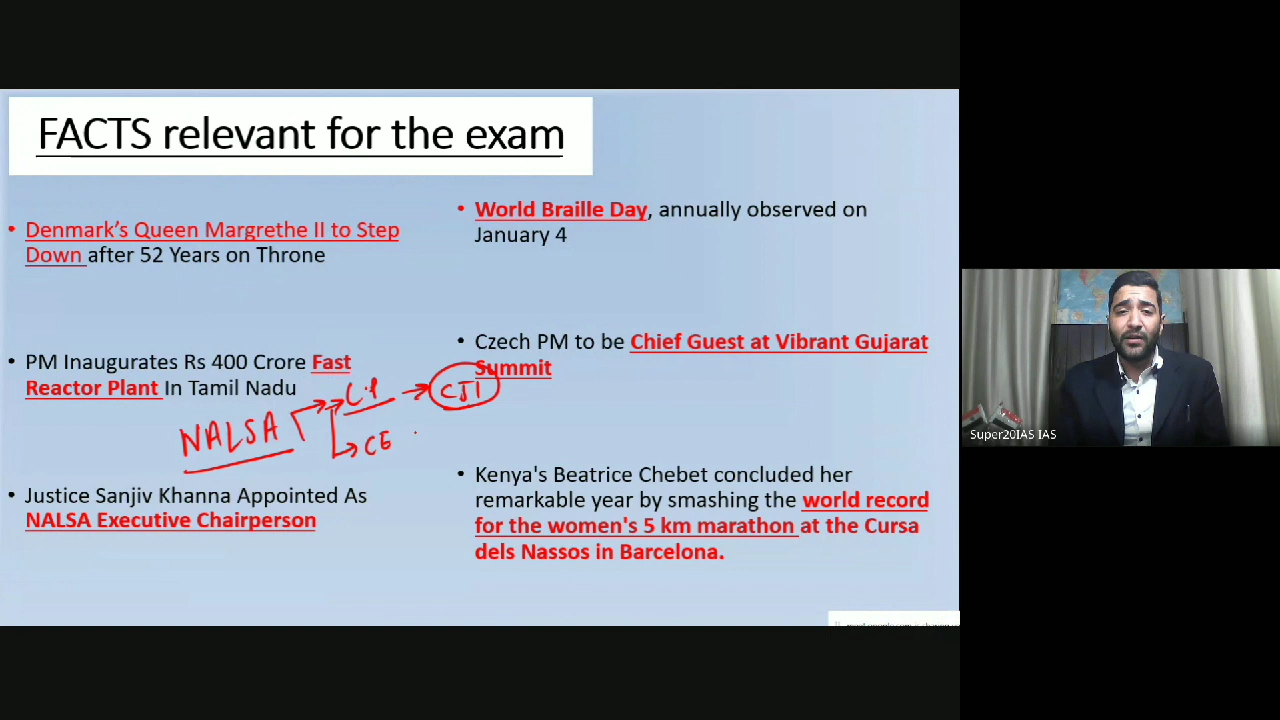 FACTS relevant for the exam
• Denmark’s Queen Margrethe II to Step
Down after 52 Years on Throne
• PM Inaugurates Rs 400 Crore Fast
Reactor Plant In Tamil Nadu
NALSA
CJI
• Justice Sanjiv Khanna Appointed As
NALSA Executive Chairperson
• World Braille Day, annually observed on
January 4
• Czech PM to be Chief Guest at Vibrant Gujarat
Summit
• Kenya's Beatrice Chebet concluded her
remarkable year by smashing the world record
for the women's 5 km marathon at the Cursa
dels Nassos in Barcelona.
Super20IAS IAS